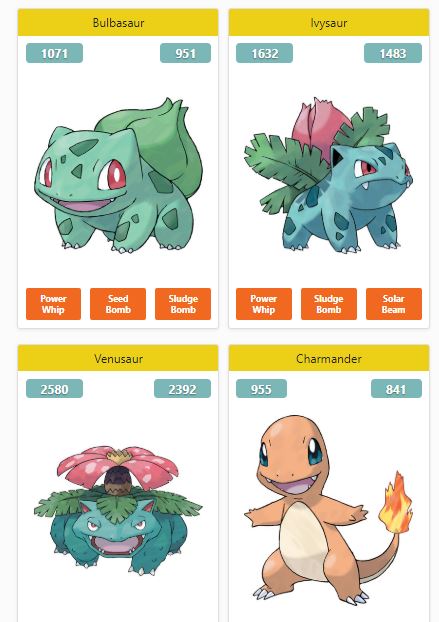 Bulbasaur
1071 951
Power Whip
Seed Bomb
Sludge Bomb
Ivysaur
1632 1483
Power Whip
Sludge Bomb
Solar Beam
Venusaur
2580 2392
Charmander
955 841